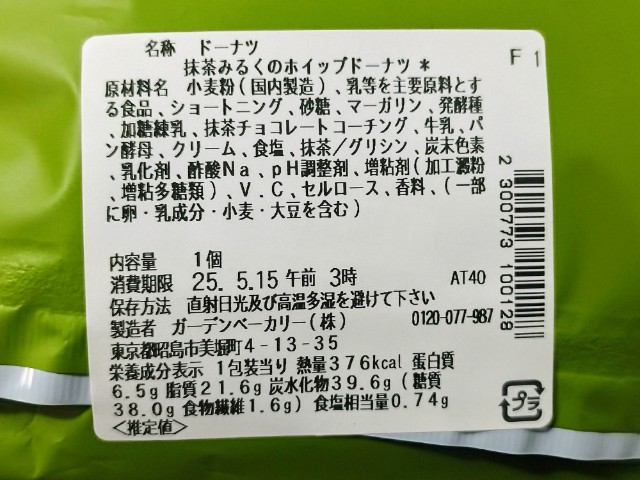 名称 ドーナツ
F 1
抹茶みるくのホイップドーナツ *
原材料名 小麦粉(国内製造)、乳等を主要原料とす
る食品、ショートニング、砂糖、マーガリン、発酵種
、加糖練乳、抹茶チョコレートコーチング、牛乳、パ
ン酵母、クリーム、食塩、抹茶/グリシン、炭末色素
、乳化剤、酢酸Na、pH調整剤、増粘剤(加工澱粉
、増粘多糖類)、V.C、セルロース、香料、(一部
に卵・乳成分・小麦・大豆を含む)
内容量 1個
消費期限 25. 5.15 午前 3時 AT40
保存方法 直射日光及び高温多湿を避けて下さい
製造者 ガーデンベーカリー(株) 0120-077-987
東京都昭島市美堀町4-13-35
栄養成分表示 1包装当り 熱量376kcal 蛋白質
6.5g 脂質21.6g 炭水化物39.6g(糖質
38.0g 食物繊維1.6g) 食塩相当量0.74g
<推定値>
2 300773 100128
プラ